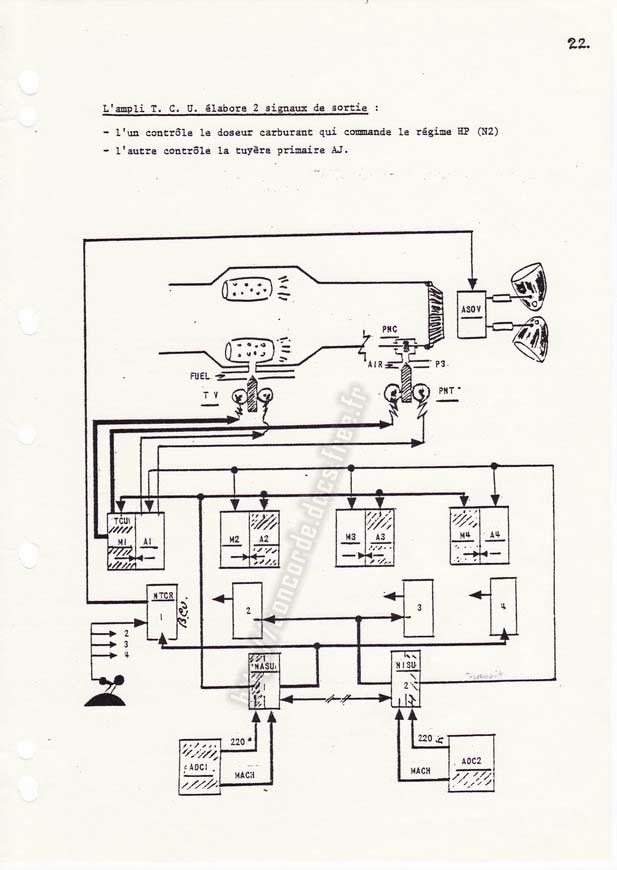 22.
L'ampli T. C. U. élabore 2 signaux de sortie :
- l'un contrôle le doseur carburant qui commande le régime HP (N2)
- l'autre contrôle la tuyère primaire AJ.
ASOV
PNC
AIR
P3
FUEL
T V
PNT
TCU1
M1 A1
M2 A2
M3 A3
M4 A4
NTCR
1
B.C.U.
2
3
4
2
3
4
NASU
1
NISU
2
220°
MACH
ADC1
220
MACH
ADC2
http://concorde.docs.free.fr